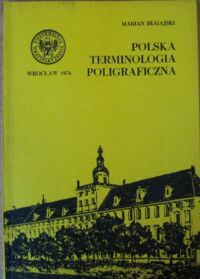 MARIAN BUGAJSKI
POLSKA
TERMINOLOGIA
POLIGRAFICZNA
WROCŁAW 1976